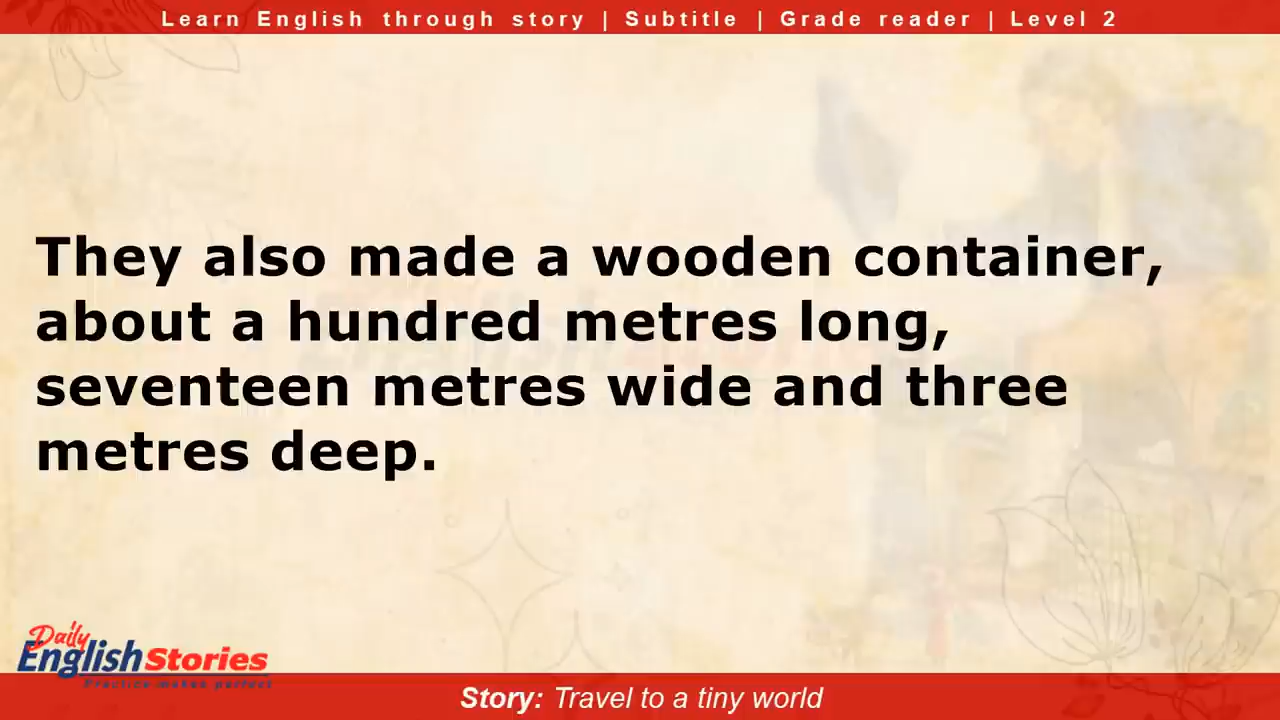 Learn English through story | Subtitle | Grade reader | Level 2
They also made a wooden container,
about a hundred metres long,
seventeen metres wide and three
metres deep.
Daily
English Stories
Practice makes perfect
Story: Travel to a tiny world